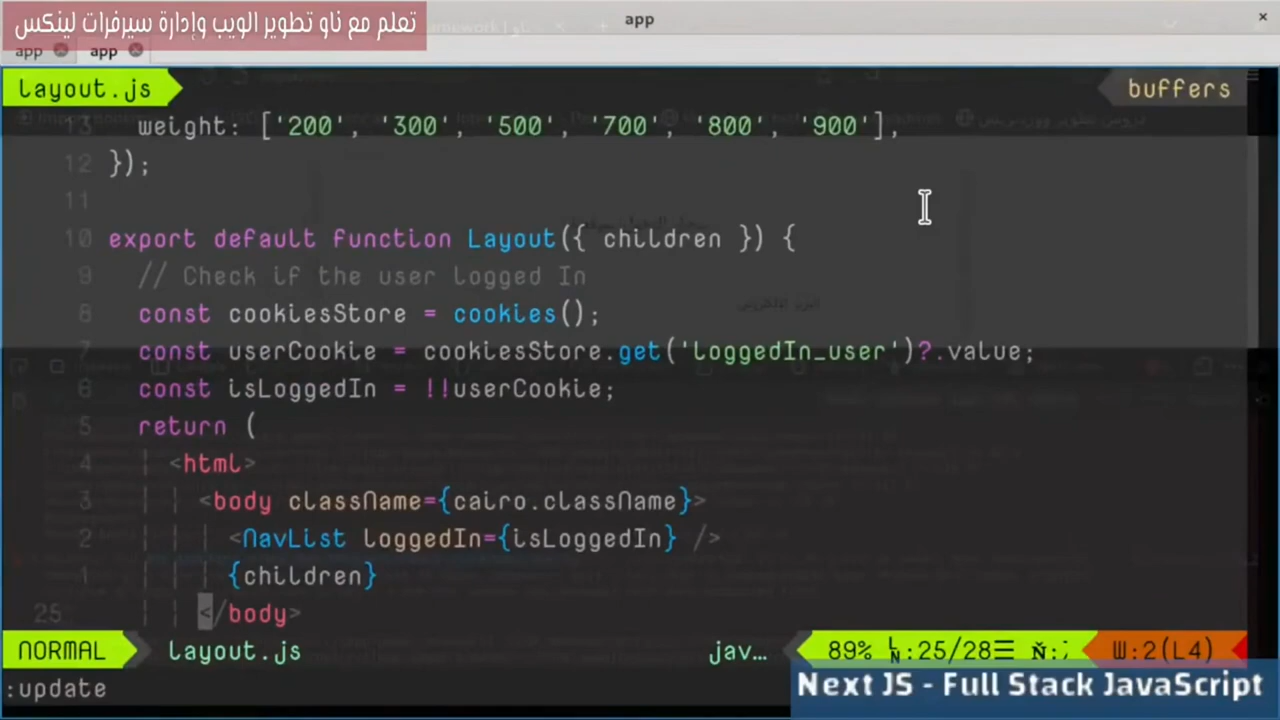 تعلم مع ناو تطوير الويب وإدارة سيرفرات لينكس
app
app app
layout.js buffers
13 weight: ['200', '300', '500', '700', '800', '900'],
12 });
11
10 export default function Layout({ children }) {
9 // Check if the user logged In
8 const cookiesStore = cookies();
7 const userCookie = cookiesStore.get('loggedIn_user')?.value;
6 const isLoggedIn = !!userCookie;
5 return (
4 <html>
3 <body className={cairo.className}>
2 <NavList loggedIn={isLoggedIn} />
1 {children}
25 </body>
NORMAL layout.js jav… 89% 25/28 W:2(L4)
:update
Next JS - Full Stack JavaScript